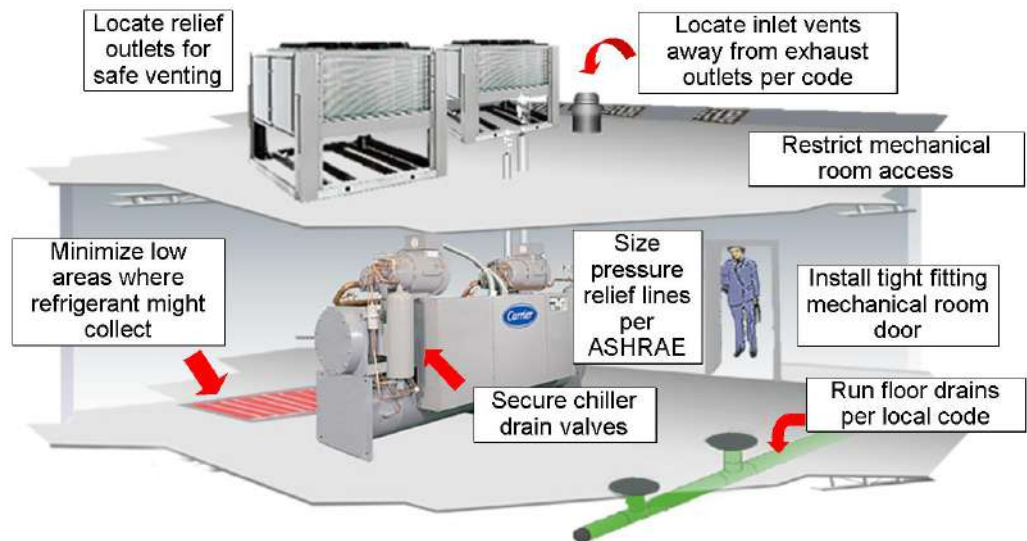 Locate relief
outlets for
safe venting
Locate inlet vents
away from exhaust
outlets per code
Restrict mechanical
room access
Minimize low
areas where
refrigerant might
collect
Size
pressure
relief lines
per
ASHRAE
Install tight fitting
mechanical room
door
Carrier
Secure chiller
drain valves
Run floor drains
per local code